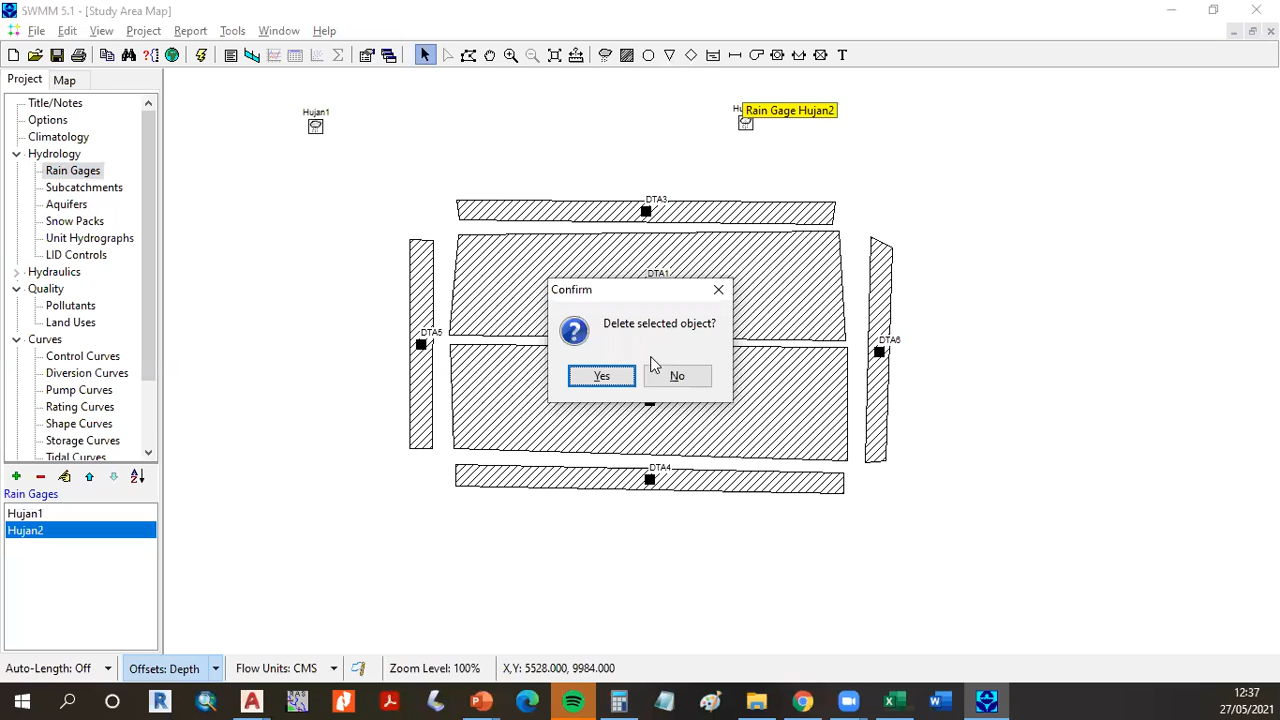 SWMM 5.1 - [Study Area Map]
File Edit View Project Report Tools Window Help
Project Map
Title/Notes
Options
Climatology
Hydrology
Rain Gages
Subcatchments
Aquifers
Snow Packs
Unit Hydrographs
LID Controls
Hydraulics
Quality
Pollutants
Land Uses
Curves
Control Curves
Diversion Curves
Pump Curves
Rating Curves
Shape Curves
Storage Curves
Tidal Curves
Rain Gages
Hujan1
Hujan2
Hujan1
Hu
Rain Gage Hujan2
DTA3
DTA1
DTA5
DTA6
DTA4
Confirm
Delete selected object?
Yes No
Auto-Length: Off Offsets: Depth Flow Units: CMS Zoom Level: 100% X,Y: 5528.000, 9984.000
12:37
27/05/2021